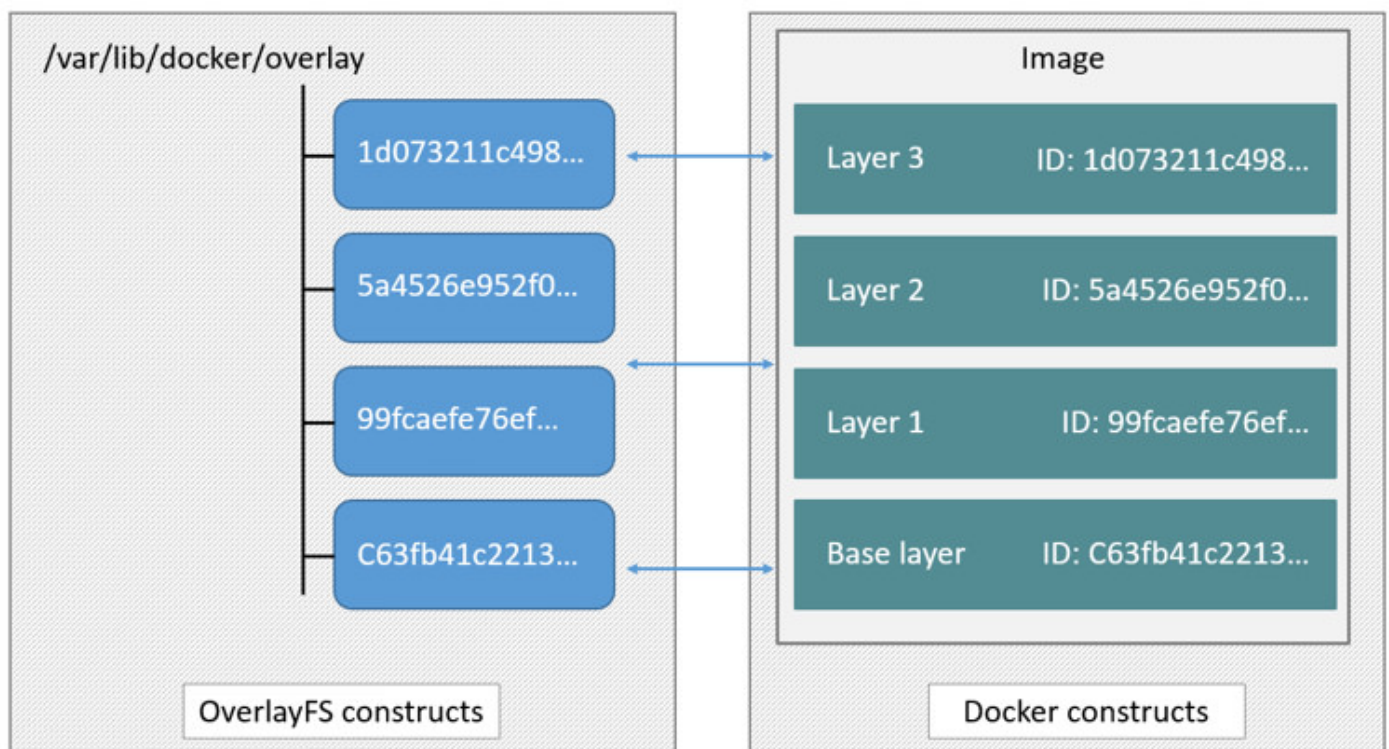 /var/lib/docker/overlay
1d073211c498...
5a4526e952f0...
99fcaefe76ef...
C63fb41c2213...
OverlayFS constructs
Image
Layer 3 ID: 1d073211c498...
Layer 2 ID: 5a4526e952f0...
Layer 1 ID: 99fcaefe76ef...
Base layer ID: C63fb41c2213...
Docker constructs